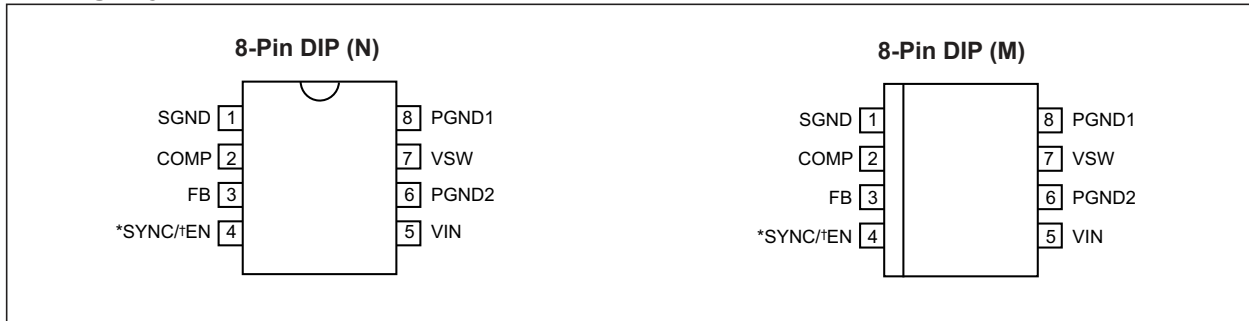 8-Pin DIP (N)
SGND 1
COMP 2
FB 3
*SYNC/†EN 4
8 PGND1
7 VSW
6 PGND2
5 VIN
8-Pin DIP (M)
SGND 1
COMP 2
FB 3
*SYNC/†EN 4
8 PGND1
7 VSW
6 PGND2
5 VIN